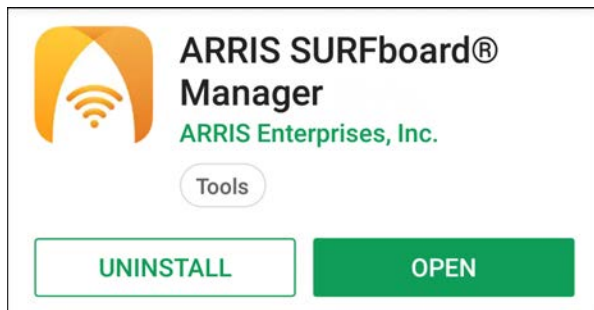 ARRIS SURFboard®
Manager
ARRIS Enterprises, Inc.
Tools
UNINSTALL
OPEN